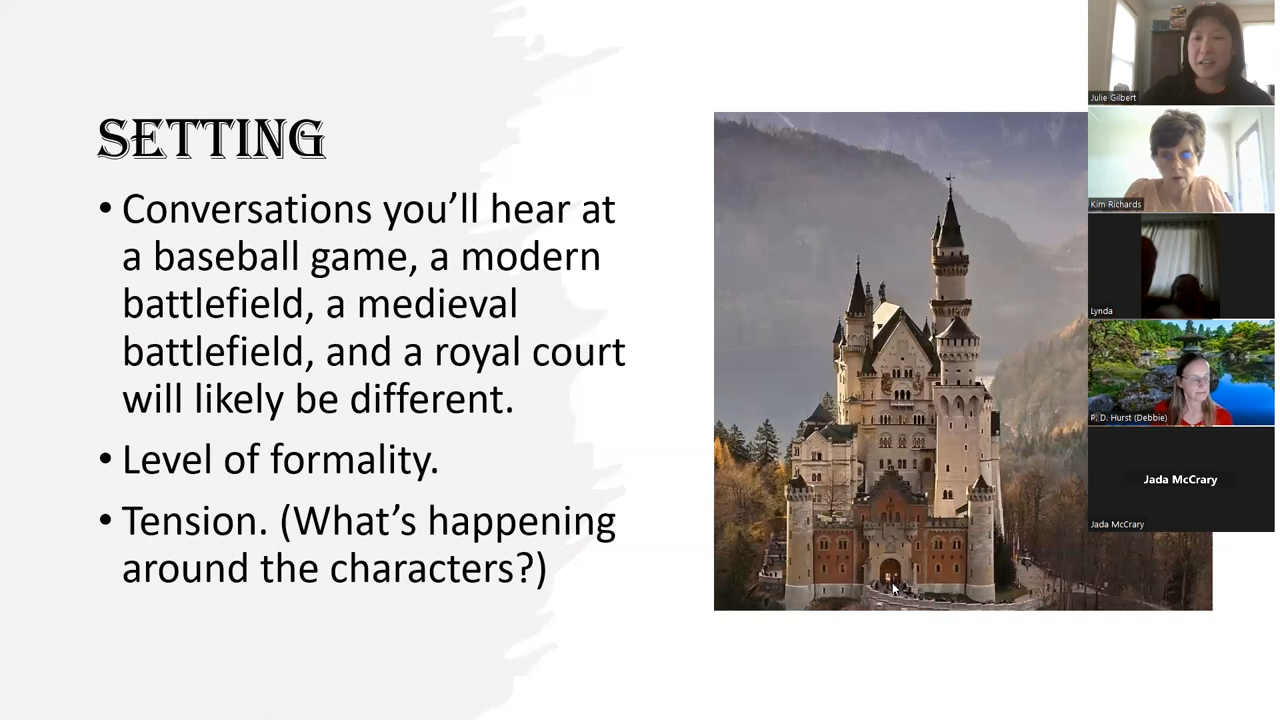 SETTING
• Conversations you’ll hear at
a baseball game, a modern
battlefield, a medieval
battlefield, and a royal court
will likely be different.
• Level of formality.
• Tension. (What’s happening
around the characters?)
Julie Gilbert
Kim Richards
Lynda
P. D. Hurst (Debbie)
Jada McCrary
Jada McCrary